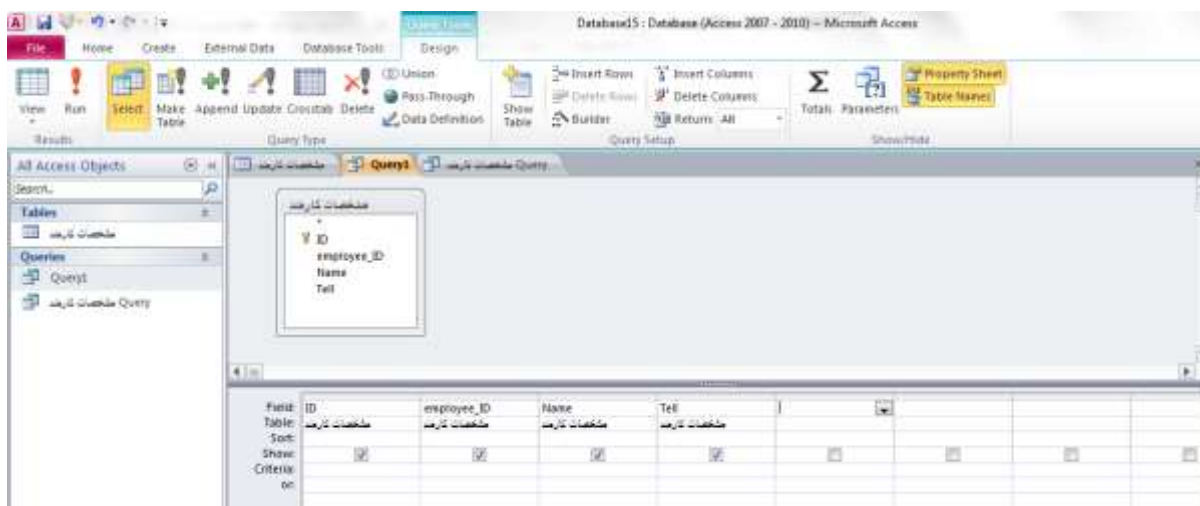 Query Tools
Database15 : Database (Access 2007 - 2010) - Microsoft Access
File Home Create External Data Database Tools Design
View Run Select Make Table Append Update Crosstab Delete
Union
Pass-Through
Data Definition
Show Table
Insert Rows
Delete Rows
Builder
Insert Columns
Delete Columns
Return: All
Totals Parameters
Property Sheet
Table Names
Results Query Type Query Setup Show/Hide
All Access Objects
Search..
Tables
مشخصات کارمند
Queries
Query1
مشخصات کارمند Query
مشخصات کارمند Query1 مشخصات کارمند Query
مشخصات کارمند
*
ID
employee_ID
Name
Tell
Field: ID employee_ID Name Tell
Table: مشخصات کارمند مشخصات کارمند مشخصات کارمند مشخصات کارمند
Sort:
Show:
Criteria:
or: